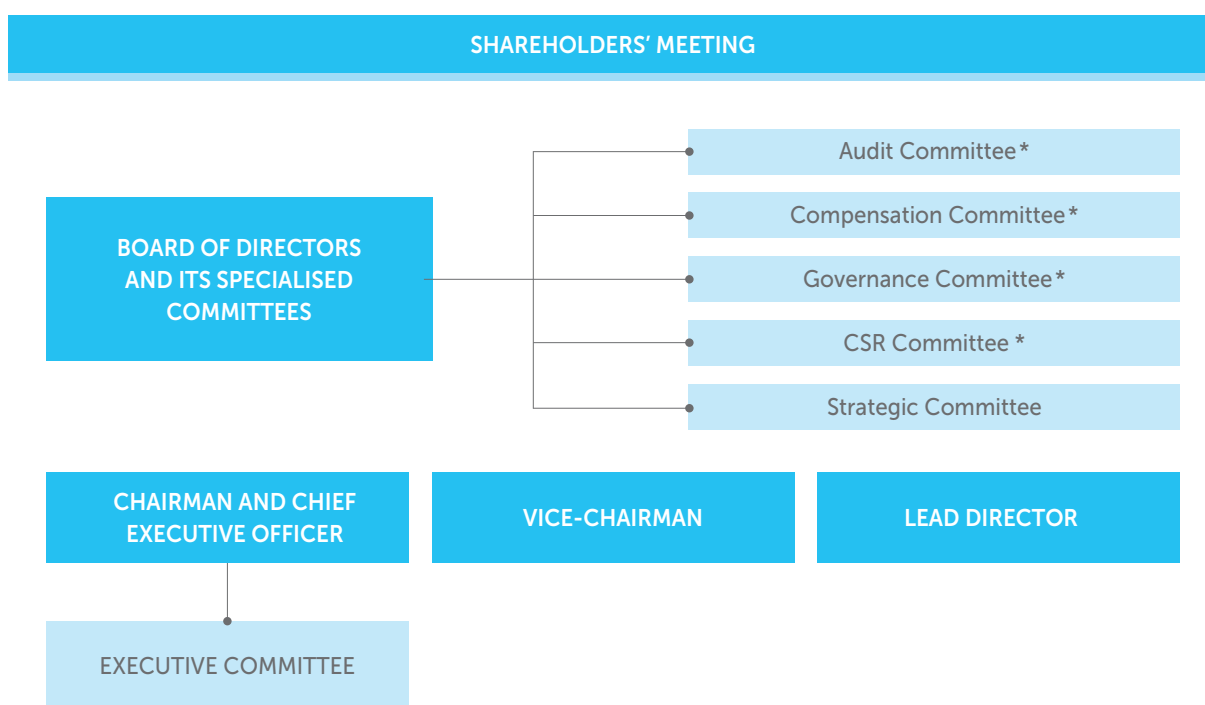 SHAREHOLDERS’ MEETING
BOARD OF DIRECTORS
AND ITS SPECIALISED
COMMITTEES
Audit Committee*
Compensation Committee*
Governance Committee*
CSR Committee *
Strategic Committee
CHAIRMAN AND CHIEF
EXECUTIVE OFFICER
VICE-CHAIRMAN
LEAD DIRECTOR
EXECUTIVE COMMITTEE